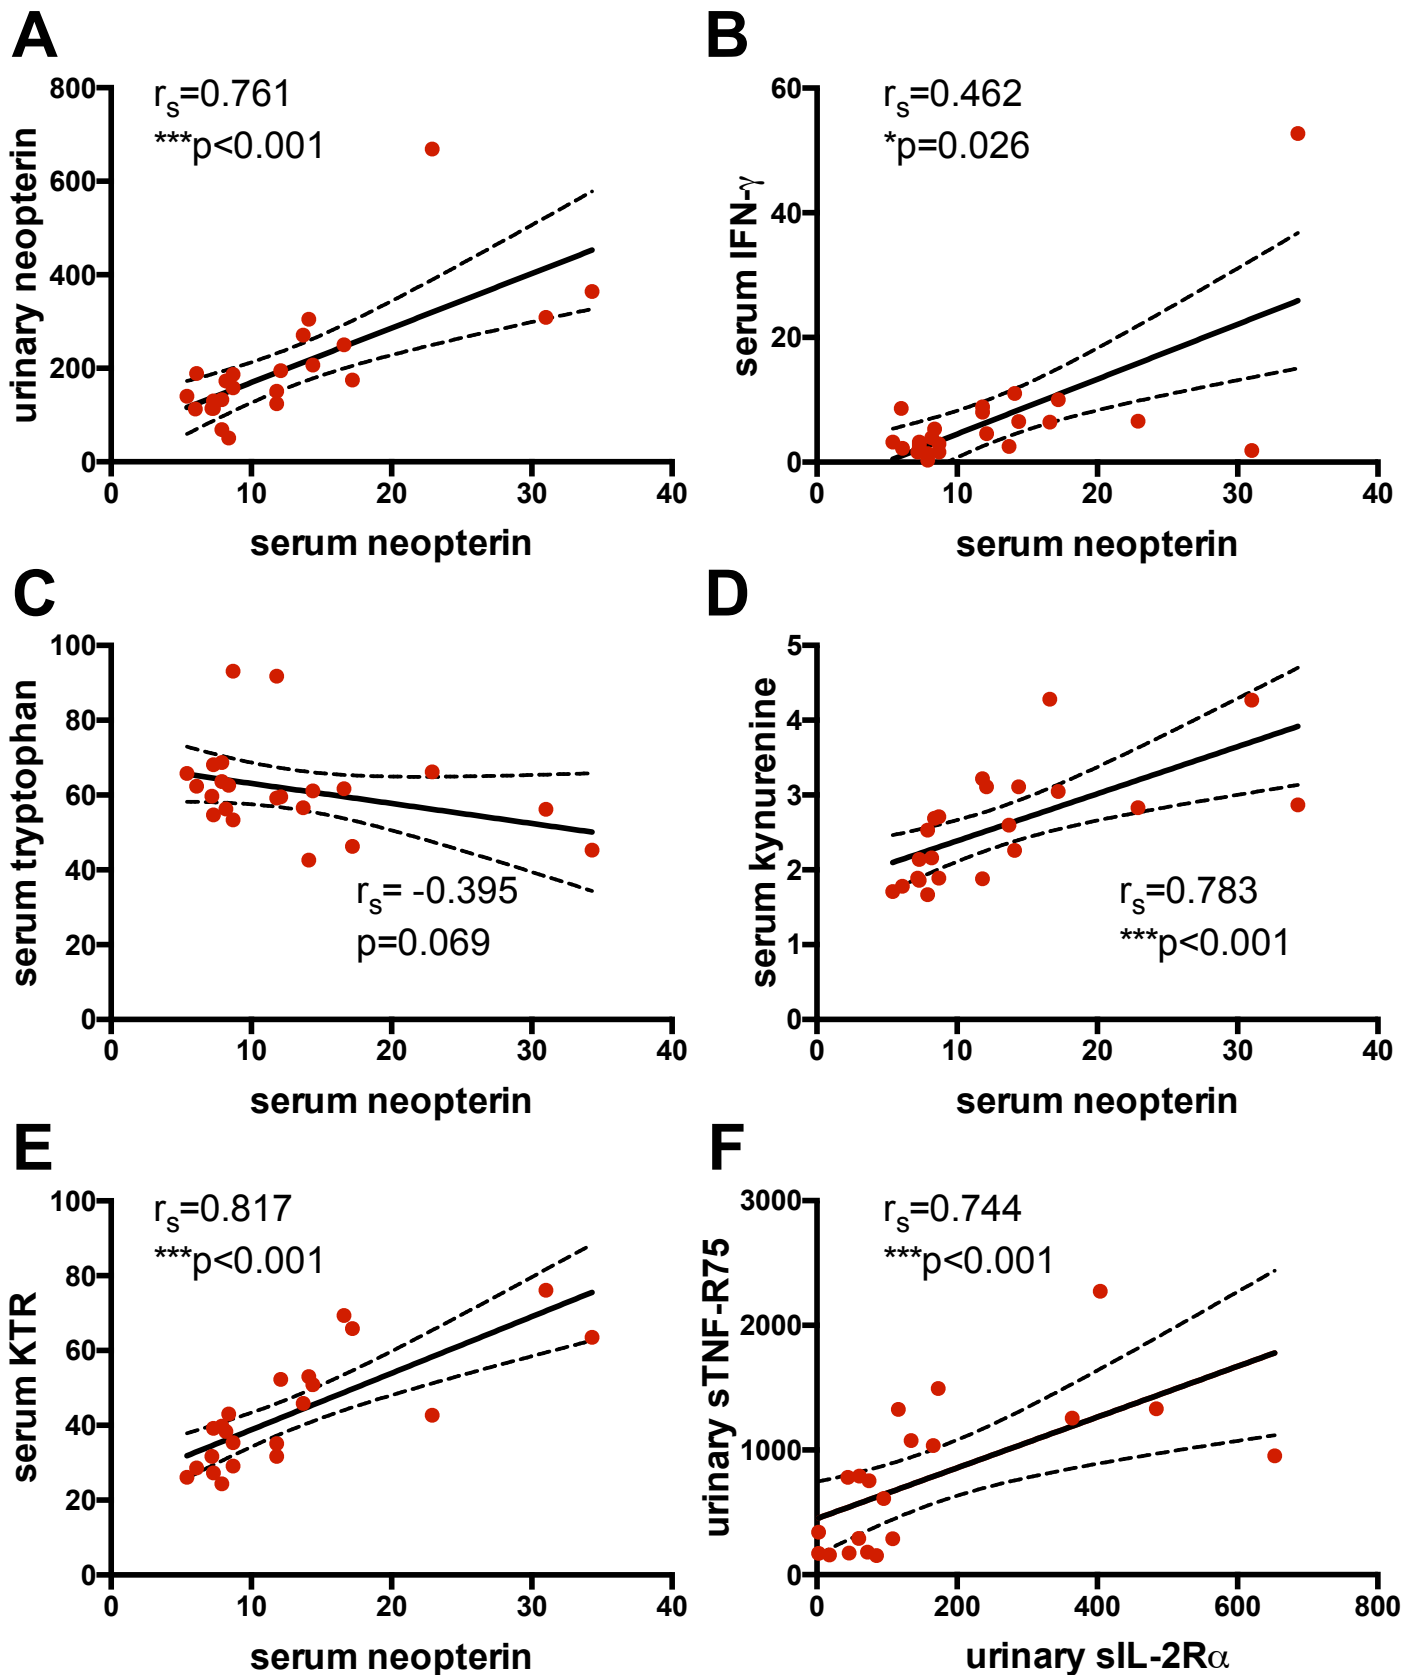 A
r_s=0.761
***p<0.001
urinary neopterin
800
600
400
200
0
0 10 20 30 40
serum neopterin
B
r_s=0.462
*p=0.026
serum IFN-γ
60
40
20
0
0 10 20 30 40
serum neopterin
C
serum tryptophan
100
80
60
40
20
0
r_s= -0.395
p=0.069
0 10 20 30 40
serum neopterin
D
serum kynurenine
5
4
3
2
1
0
r_s=0.783
***p<0.001
0 10 20 30 40
serum neopterin
E
r_s=0.817
***p<0.001
serum KTR
100
80
60
40
20
0
0 10 20 30 40
serum neopterin
F
r_s=0.744
***p<0.001
urinary sTNF-R75
3000
2000
1000
0
0 200 400 600 800
urinary sIL-2Rα